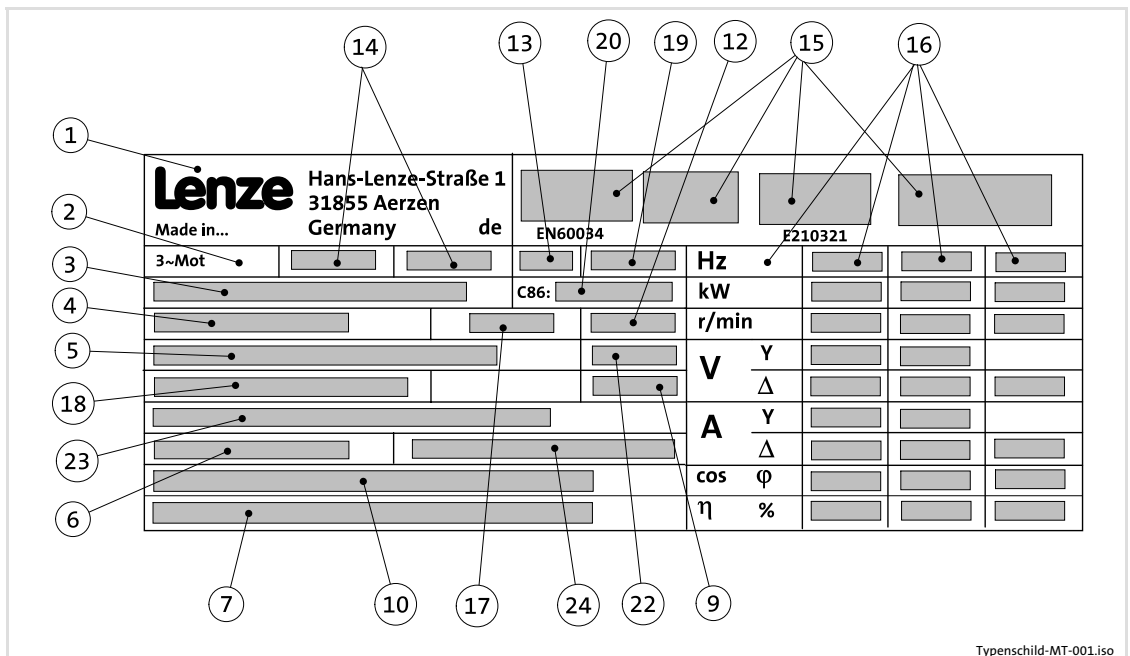 14 13 20 19 12 15 16
1
Lenze Hans-Lenze-Straße 1
31855 Aerzen
Made in... Germany de EN60034 E210321
2
3~Mot Hz
3
C86: kW
4
r/min
5
V Y
Δ
18
A Y
Δ
23
cos φ
6
η %
7 10 17 24 22 9
Typenschild-MT-001.iso